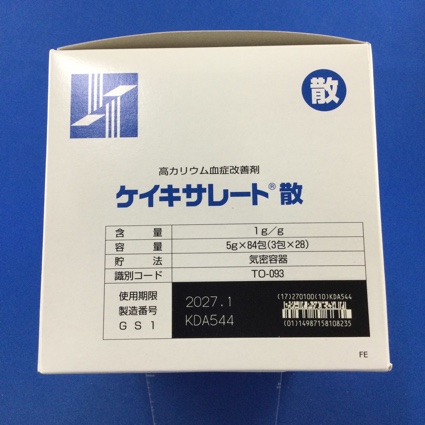 散
高カリウム血症改善剤
ケイキサレート®散
含量 1g/g
容量 5g×84包(3包×28)
貯法 気密容器
識別コード TO-093
使用期限 2027.1
製造番号 KDA544
GS1
(17)270100(10)KDA544
(01)14987158108235
FE